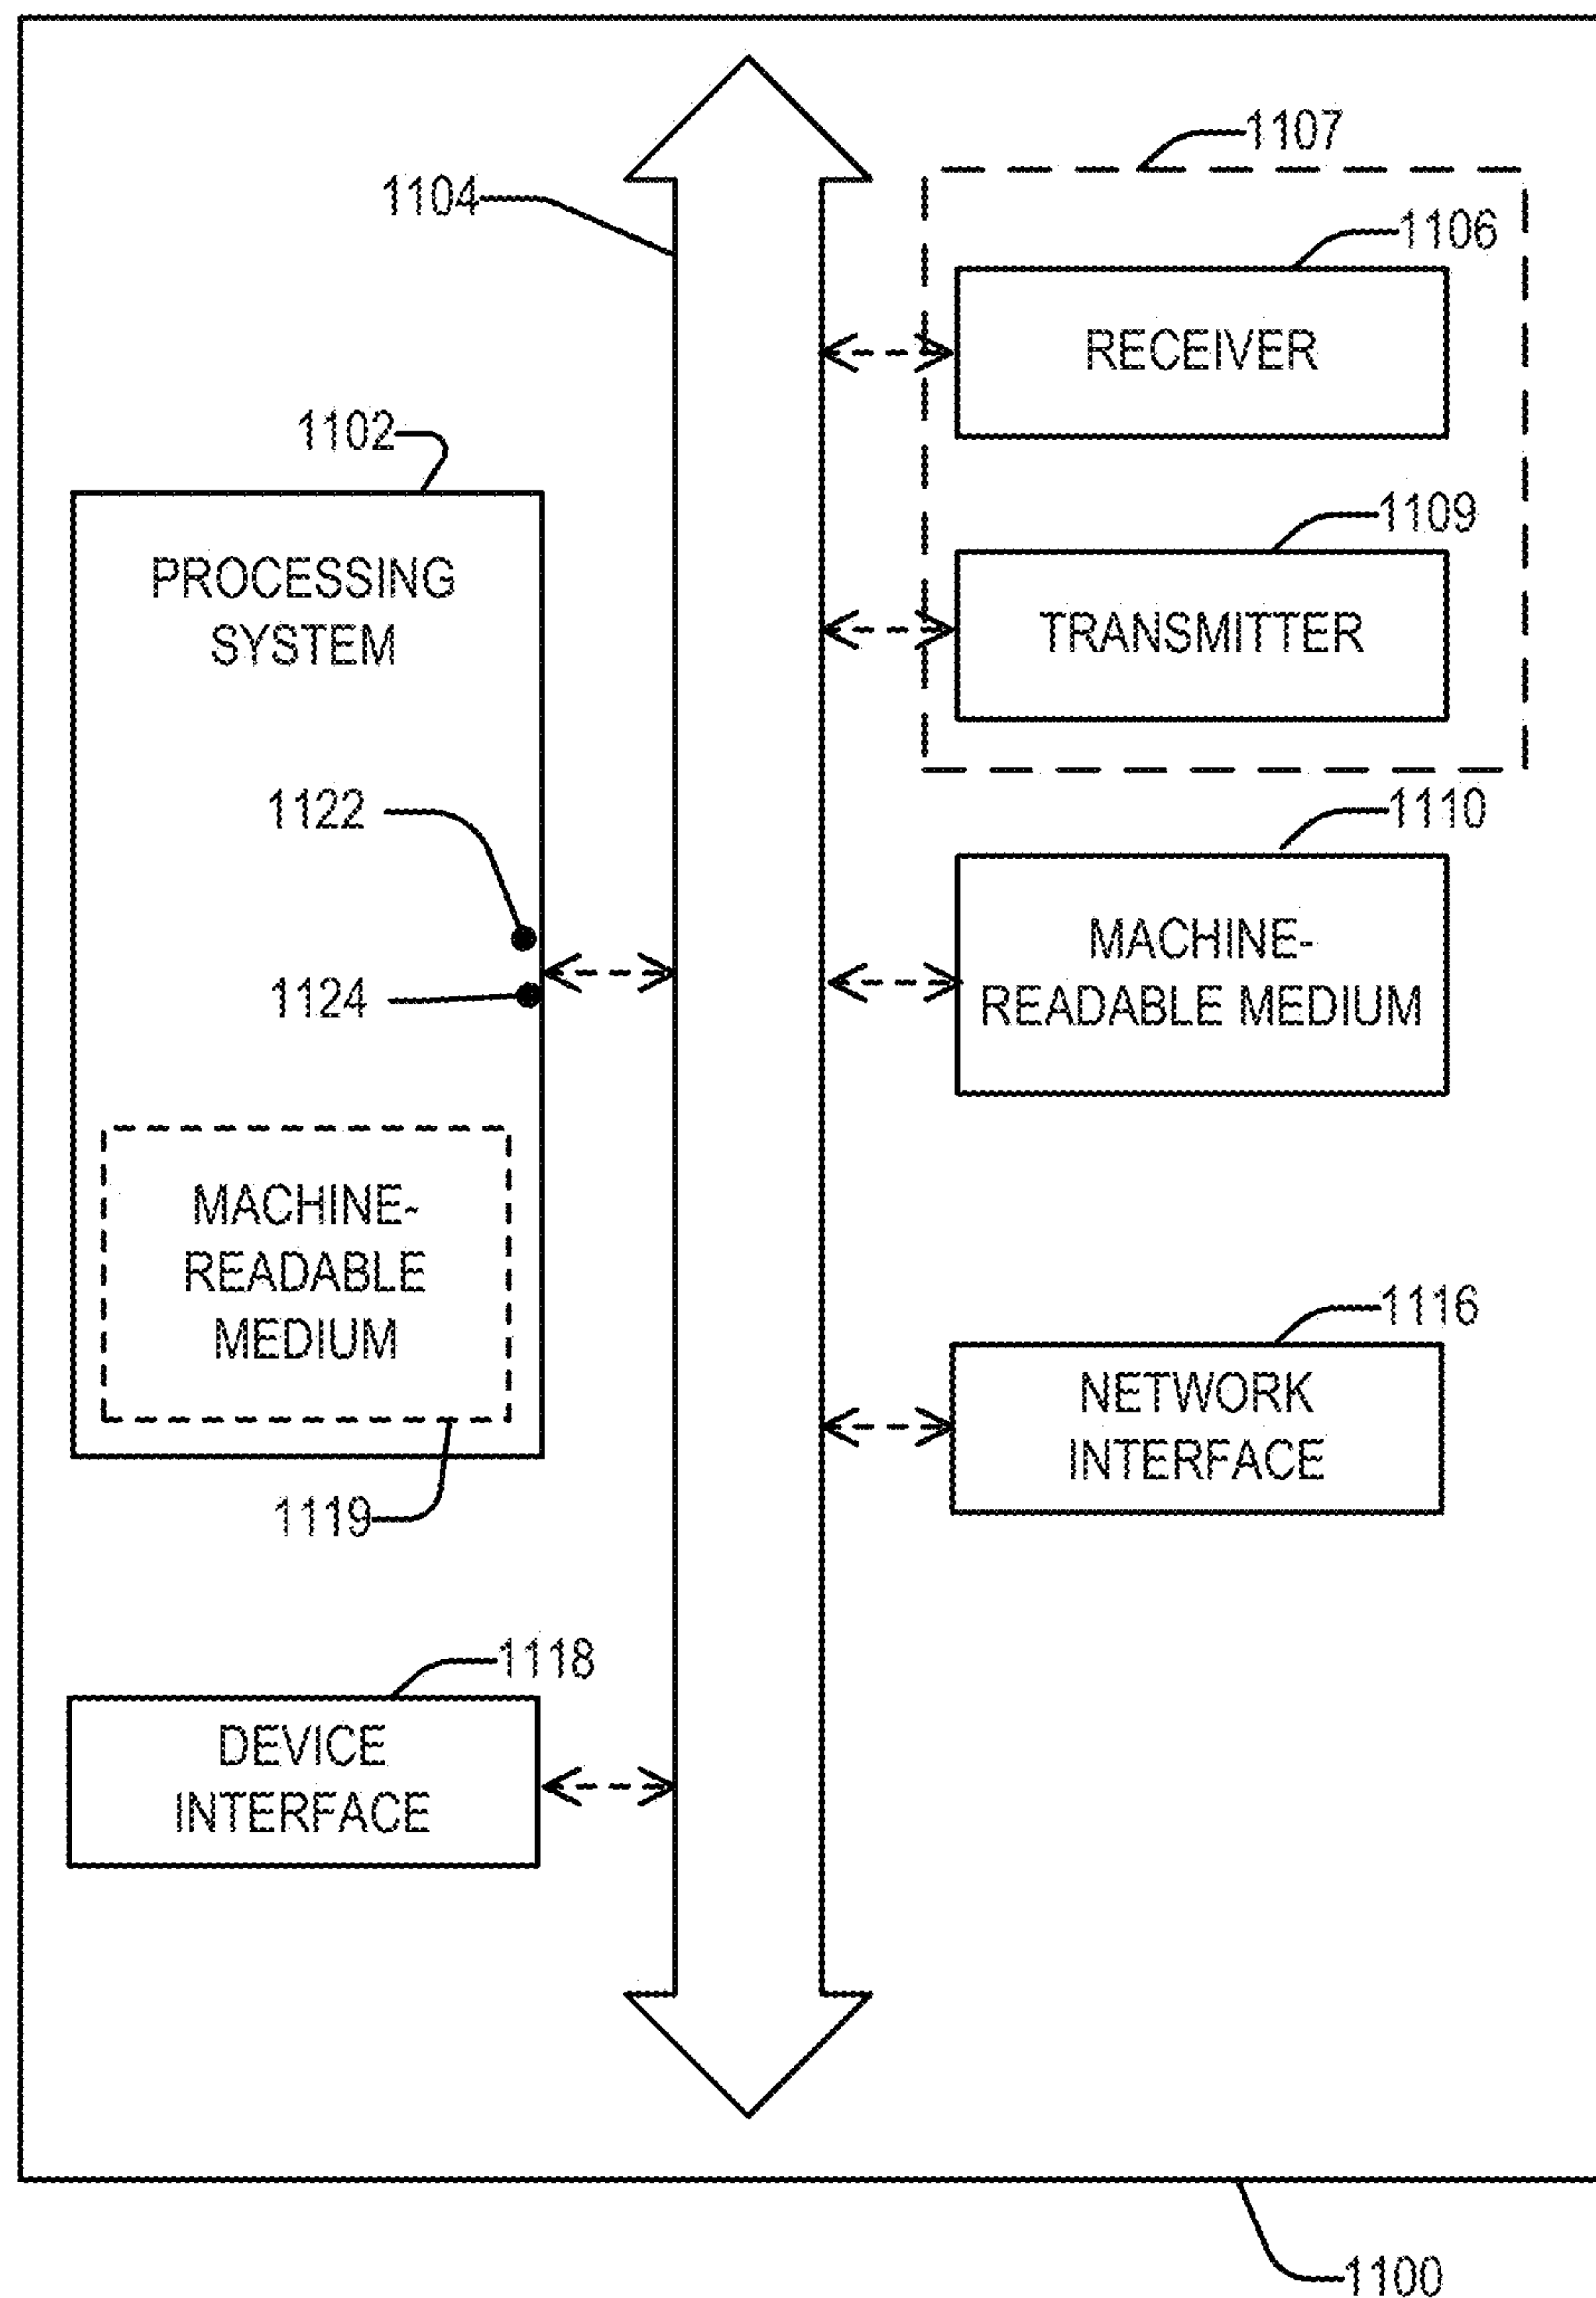 1107
1104
1106
RECEIVER
1102
1109
PROCESSING
SYSTEM
TRANSMITTER
1122
1110
MACHINE-
READABLE MEDIUM
1124
MACHINE-
READABLE
MEDIUM
1116
NETWORK
INTERFACE
1119
1118
DEVICE
INTERFACE
1100